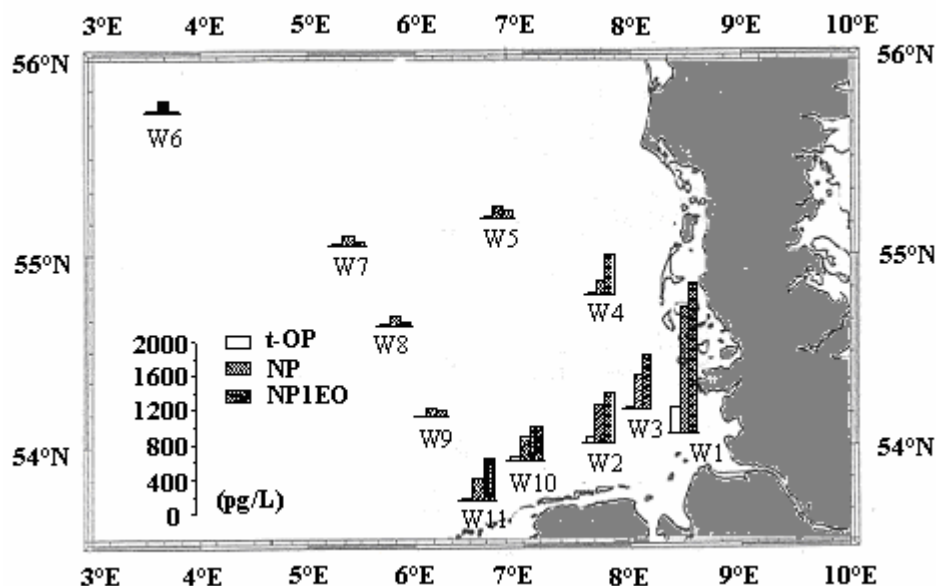 3°E 4°E 5°E 6°E 7°E 8°E 9°E 10°E
56°N 56°N
W6
W5
W7
55°N 55°N
W4
W8
2000 t-OP
1600 NP
1200 NP1EO
W9
W3
800
W2 W1
54°N 54°N
400
W10
0 (pg/L)
W11
3°E 4°E 5°E 6°E 7°E 8°E 9°E 10°E